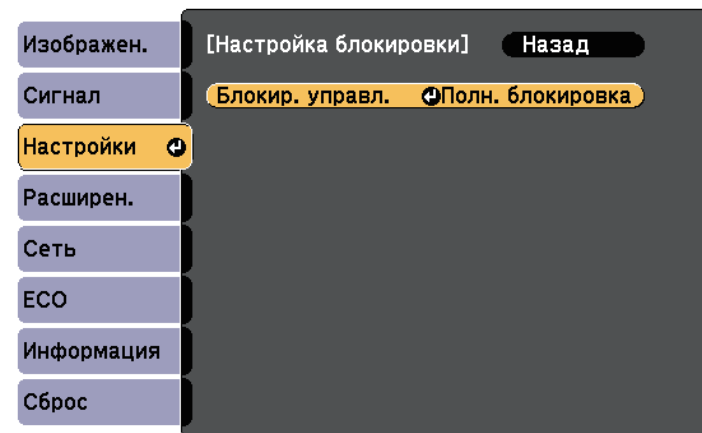 Изображен.
Сигнал
Настройки
Расширен.
Сеть
ECO
Информация
Сброс
[Настройка блокировки] Назад
Блокир. управл. Полн. блокировка